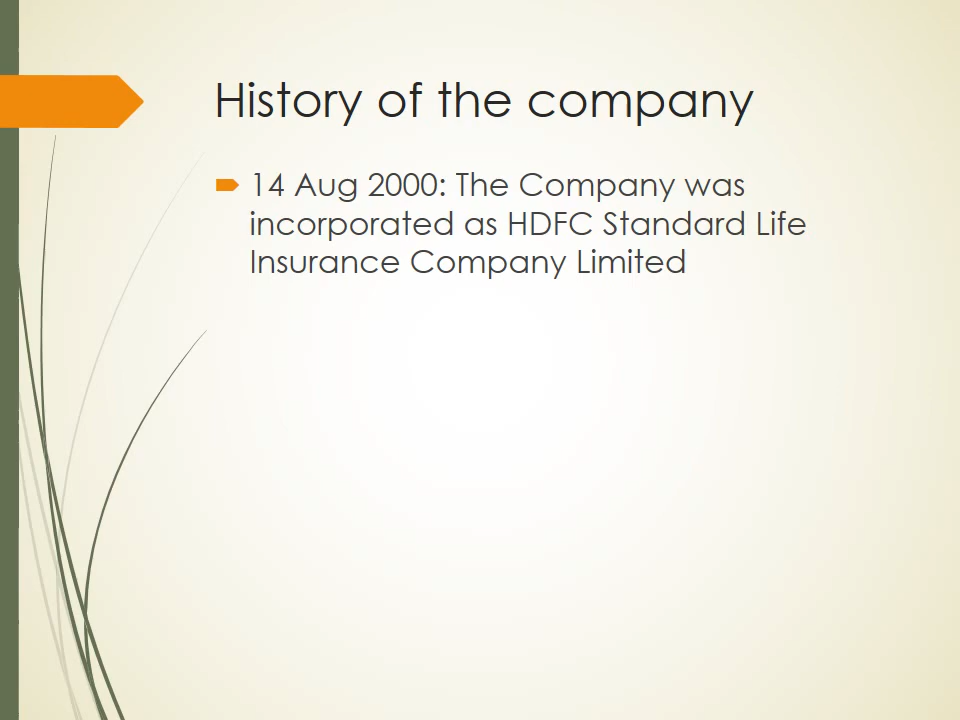 History of the company
14 Aug 2000: The Company was
incorporated as HDFC Standard Life
Insurance Company Limited